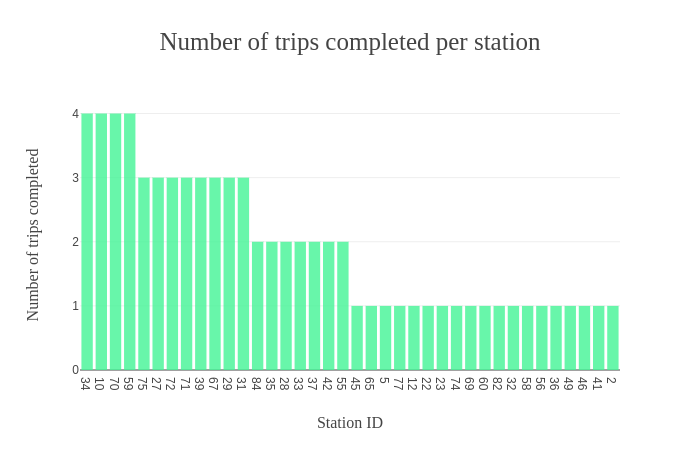 Number of trips completed per station
Number of trips completed
4
3
2
1
0
34 10 70 59 75 27 72 71 39 67 29 31 84 35 28 33 37 42 55 45 65 5 77 12 22 23 74 69 60 82 32 58 56 36 49 46 41 2
Station ID